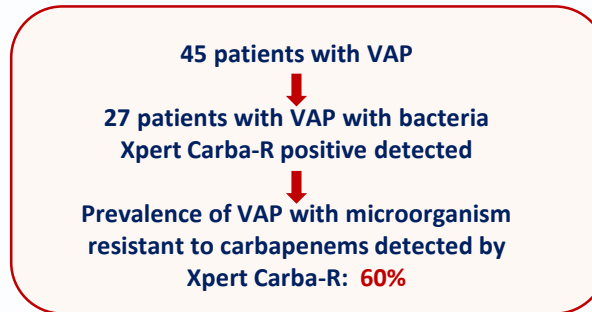 45 patients with VAP
27 patients with VAP with bacteria
Xpert Carba-R positive detected
Prevalence of VAP with microorganism
resistant to carbapenems detected by
Xpert Carba-R: 60%